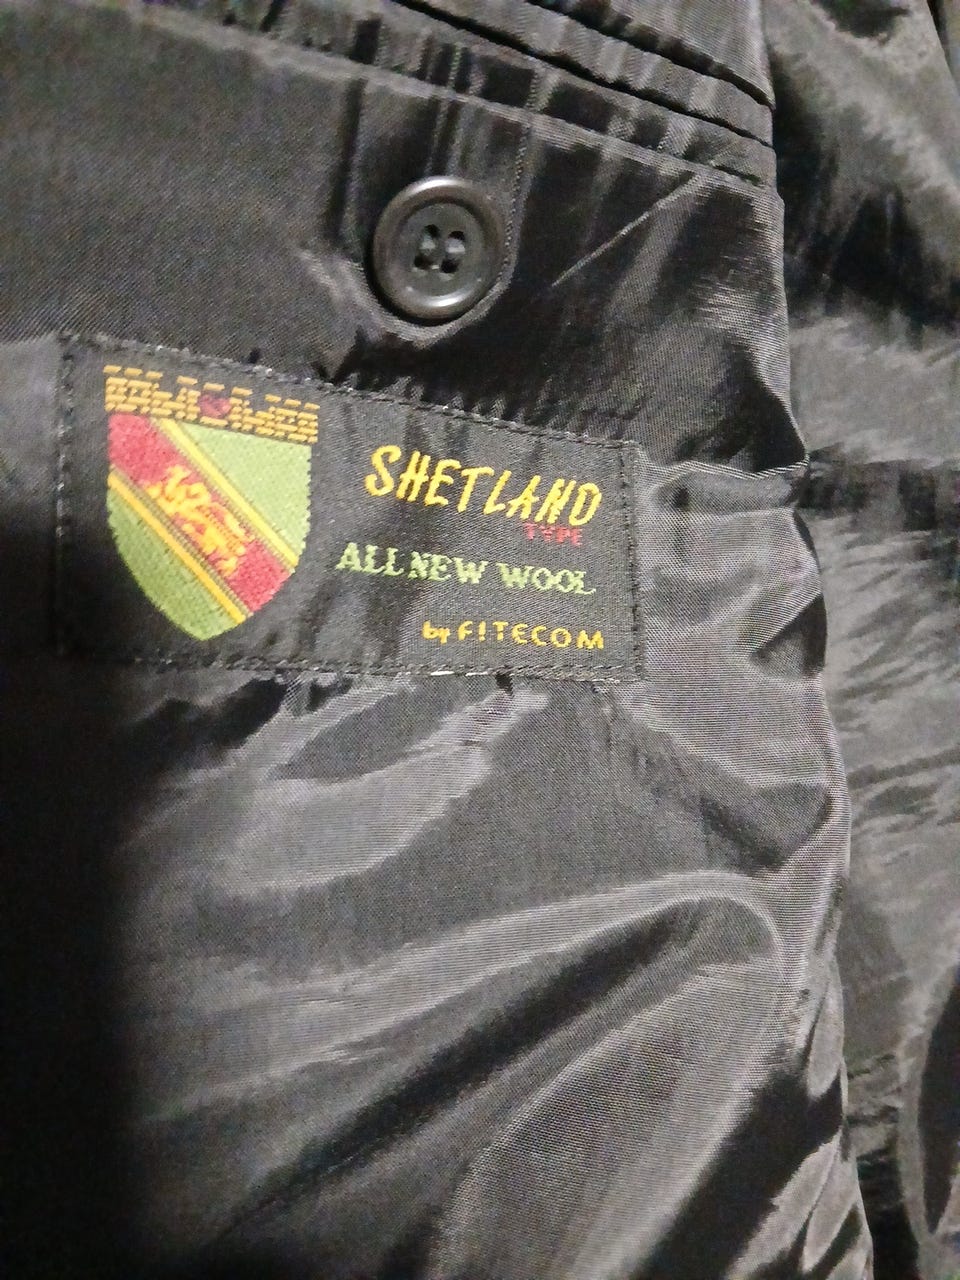 SHETLAND
TYPE
ALL NEW WOOL
by FITECOM